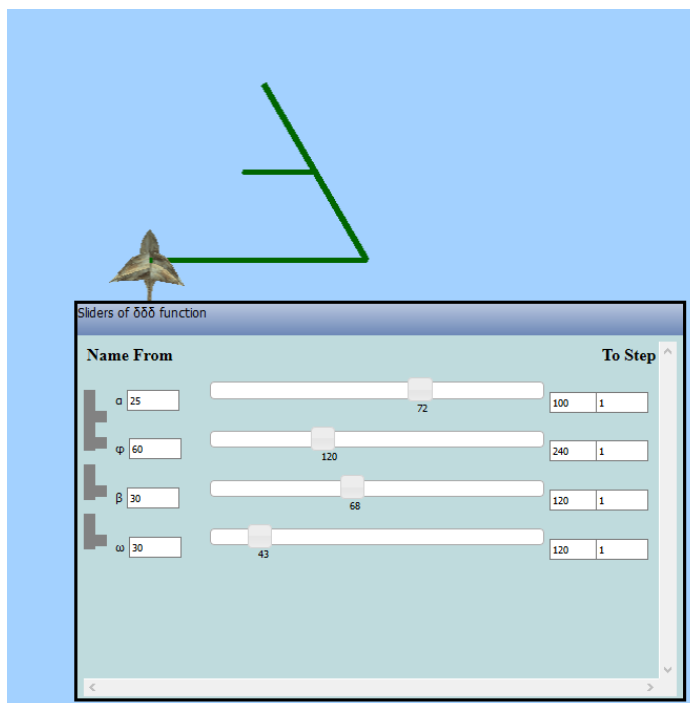 Sliders of δδδ function
Name From To Step
α 25 72 100 1
φ 60 120 240 1
β 30 68 120 1
ω 30 43 120 1